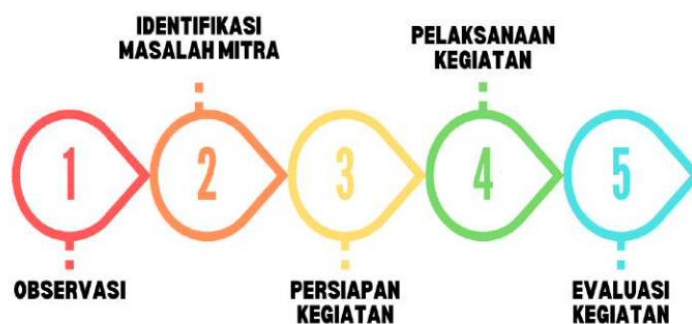 1
OBSERVASI
IDENTIFIKASI
MASALAH MITRA
2
3
PERSIAPAN
KEGIATAN
PELAKSANAAN
KEGIATAN
4
5
EVALUASI
KEGIATAN